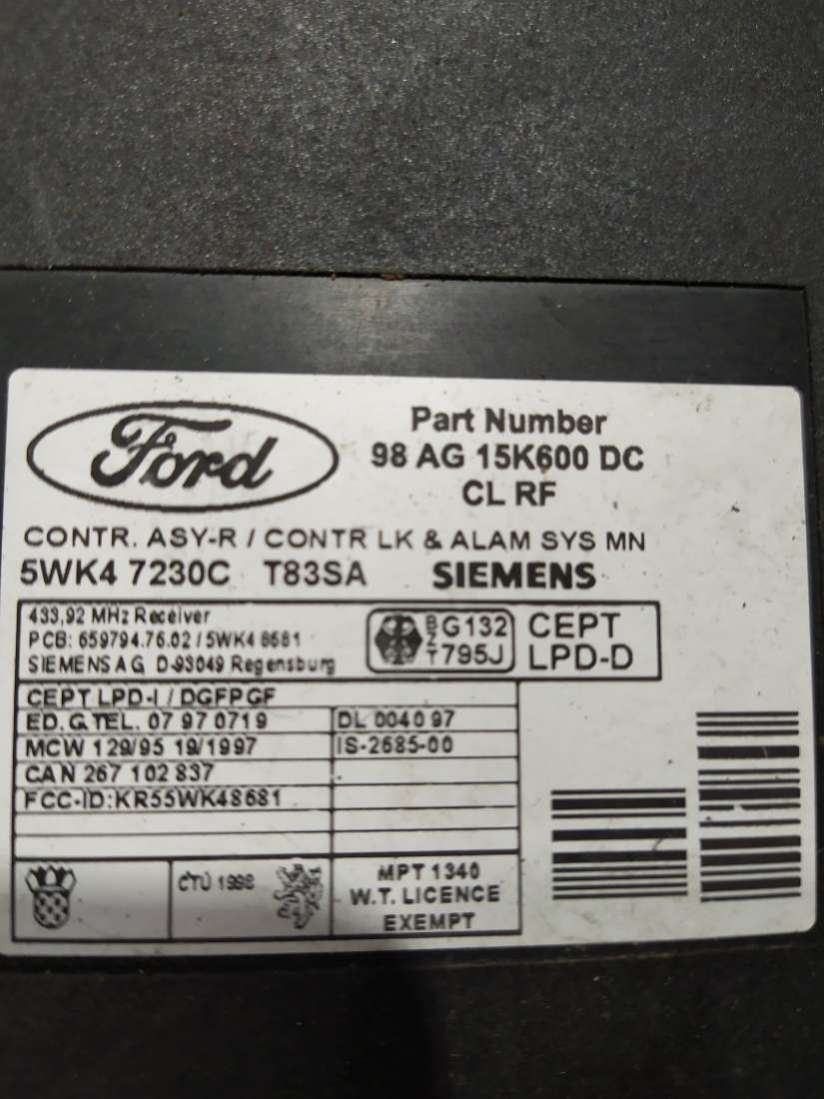 Ford
Part Number
98 AG 15K600 DC
CL RF
CONTR. ASY-R / CONTR LK & ALAM SYS MN
5WK4 7230C T83SA SIEMENS
433,92 MHz Receiver
PCB: 659794.76.02 / 5WK4 8681
SIEMENS AG D-93049 Regensburg
BZT
G132
795J
CEPT
LPD-D
CEPT LPD-I / DGFPGF
ED. G.TEL. 07 97 0719
DL 0040 97
MCW 129/95 19/1997
IS-2685-00
CAN 267 102 837
FCC-ID:KR55WK48681
ČTÚ 1998
MPT 1340
W.T. LICENCE
EXEMPT